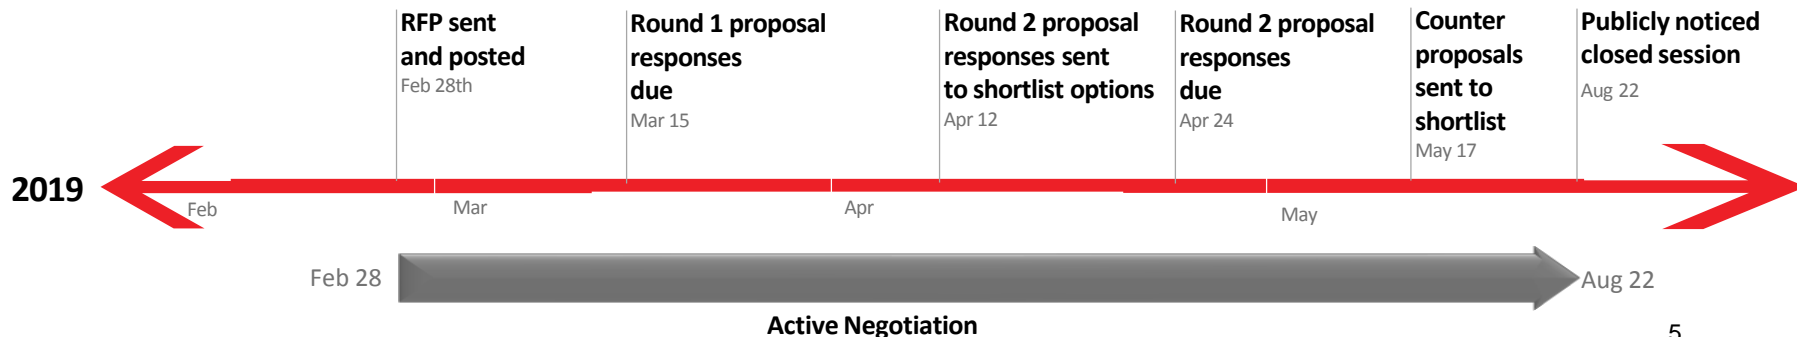 RFP sent
and posted
Feb 28th
Round 1 proposal
responses
due
Mar 15
Round 2 proposal
responses sent
to shortlist options
Apr 12
Round 2 proposal
responses
due
Apr 24
Counter
proposals
sent to
shortlist
May 17
Publicly noticed
closed session
Aug 22
2019
Feb
Mar
Apr
May
Feb 28
Aug 22
Active Negotiation
5